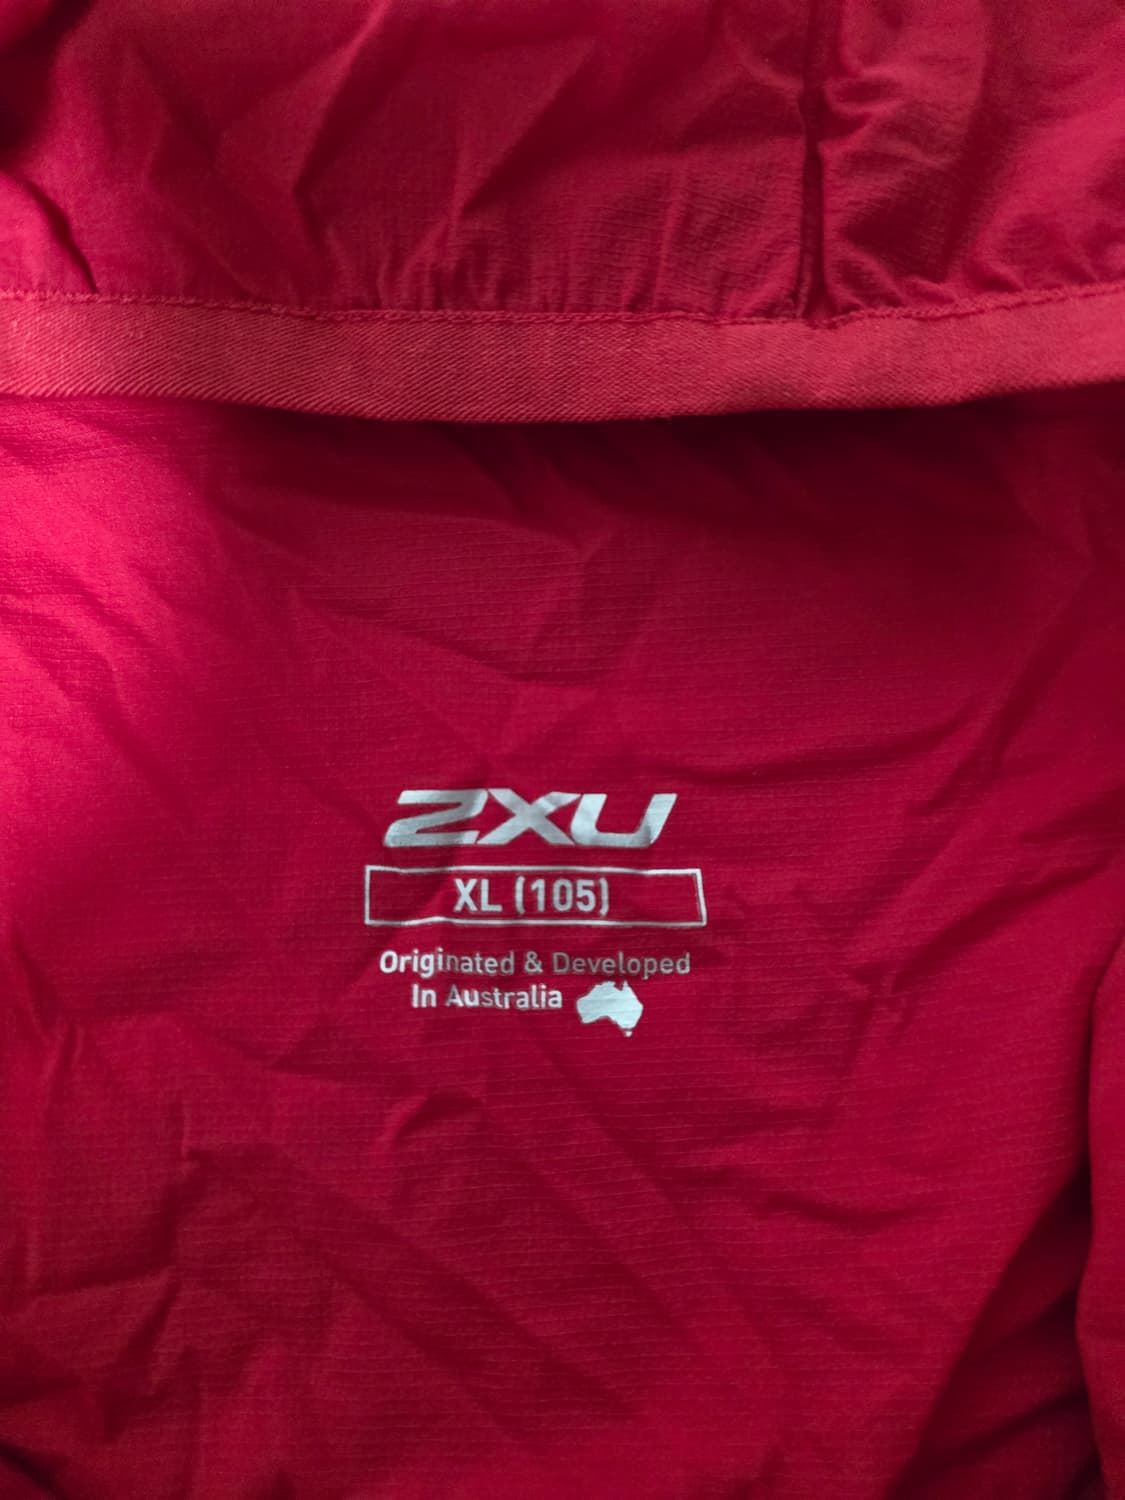 2XU
XL (105)
Originated & Developed
In Australia